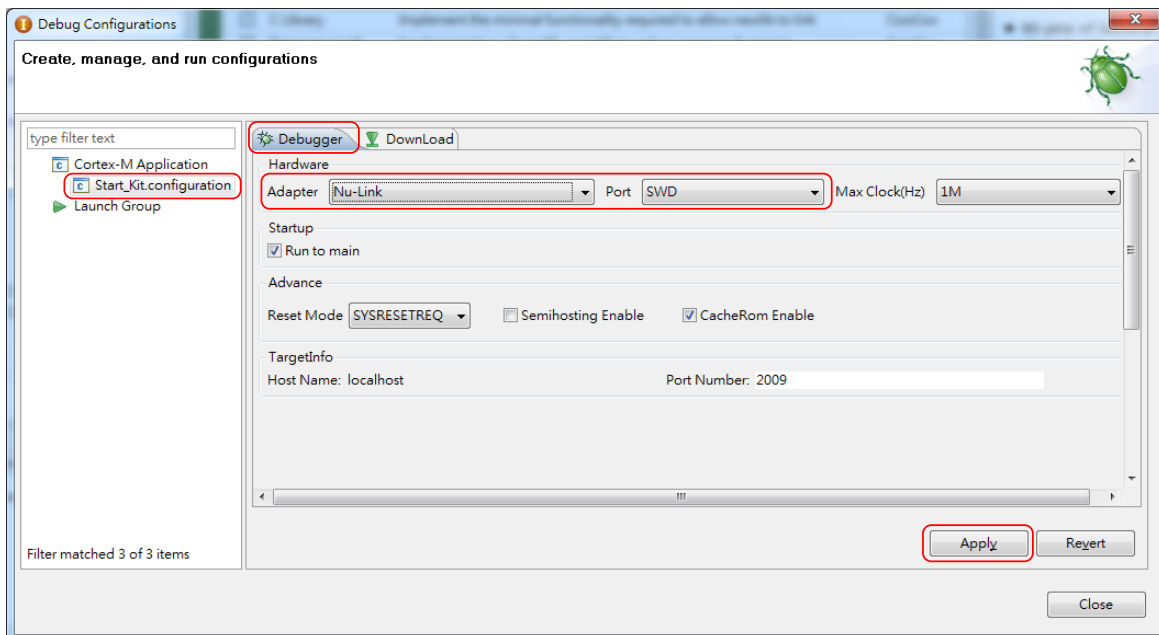 Debug Configurations
Create, manage, and run configurations
type filter text
Cortex-M Application
Start_Kit.configuration
Launch Group
Filter matched 3 of 3 items
Debugger DownLoad
Hardware
Adapter Nu-Link Port SWD Max Clock(Hz) 1M
Startup
Run to main
Advance
Reset Mode SYSRESETREQ Semihosting Enable CacheRom Enable
TargetInfo
Host Name: localhost Port Number: 2009
Apply Revert
Close